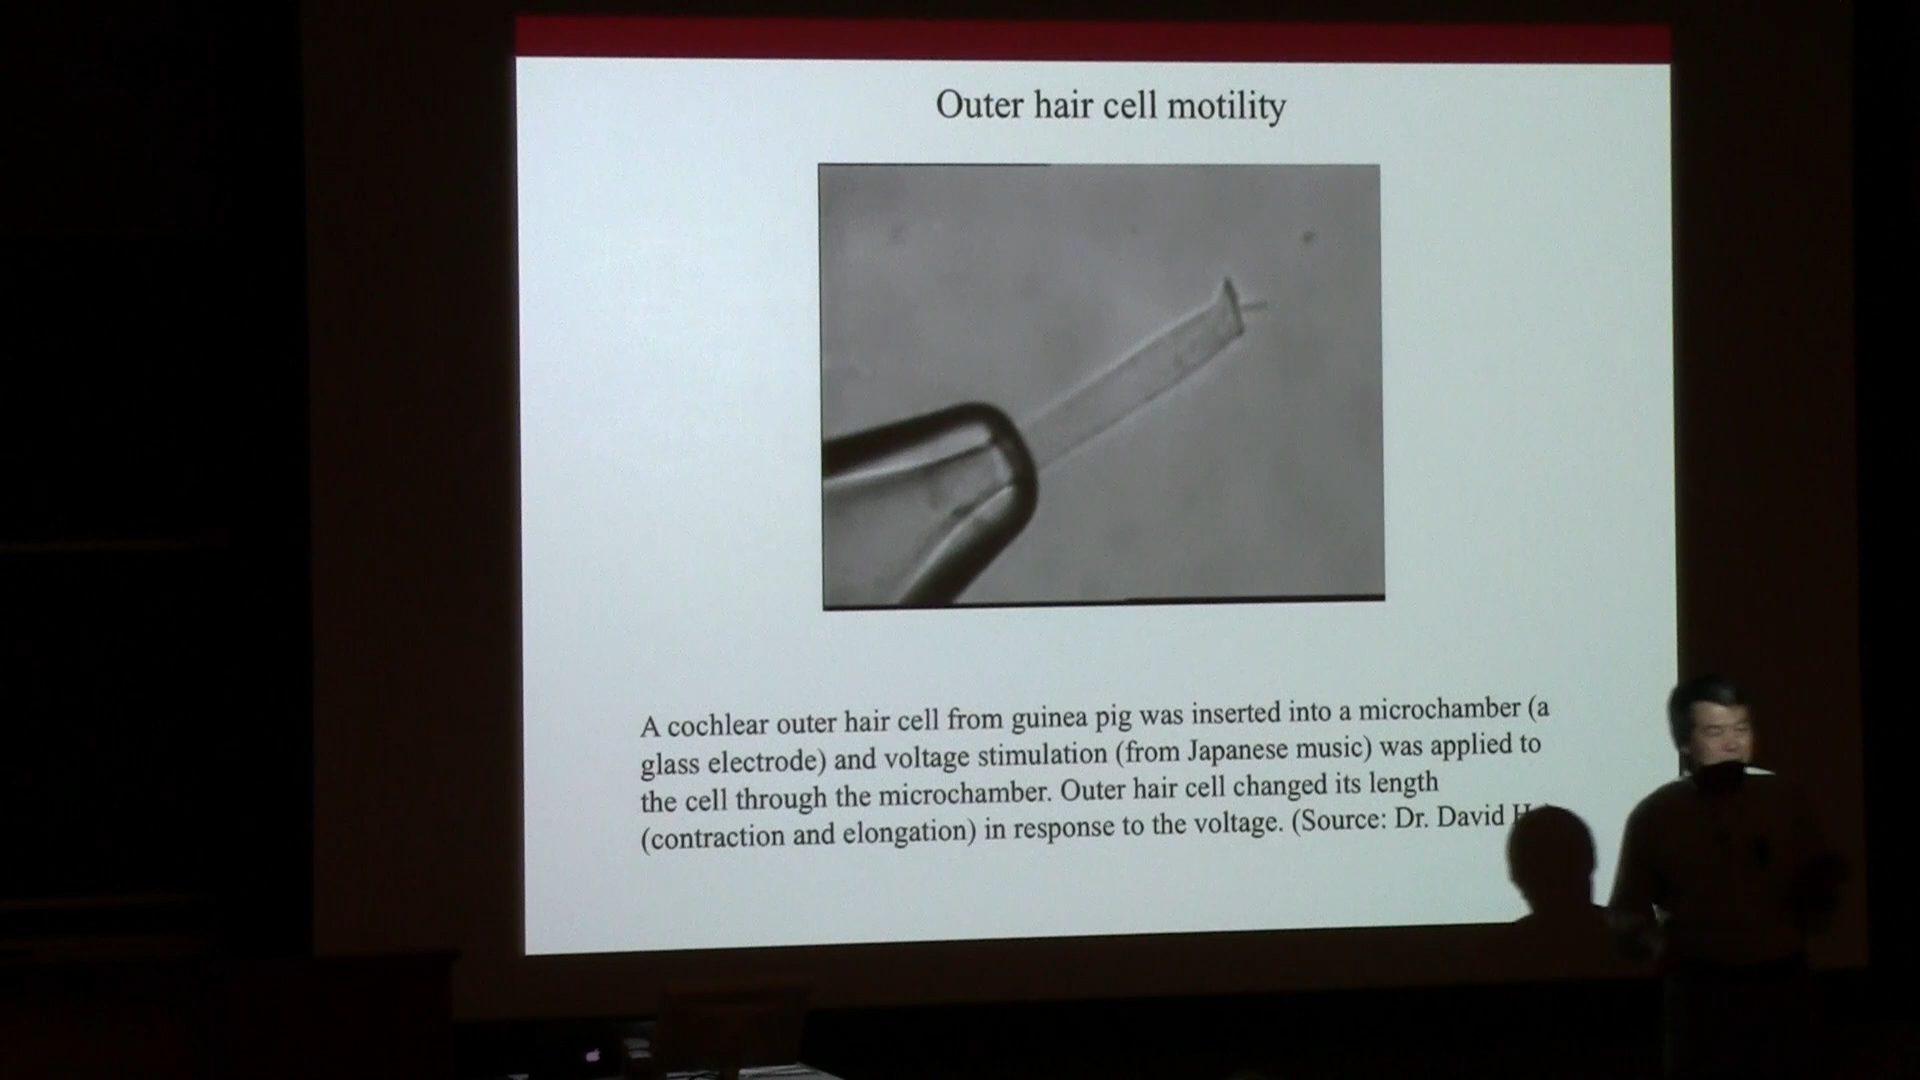 Outer hair cell motility
A cochlear outer hair cell from guinea pig was inserted into a microchamber (a
glass electrode) and voltage stimulation (from Japanese music) was applied to
the cell through the microchamber. Outer hair cell changed its length
(contraction and elongation) in response to the voltage. (Source: Dr. David